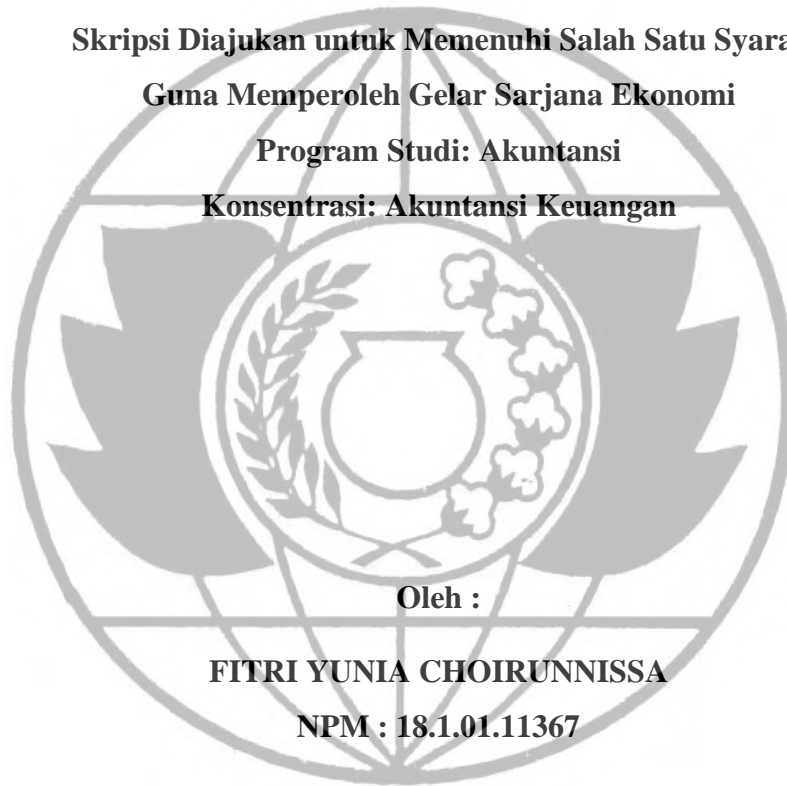 Skripsi Diajukan untuk Memenuhi Salah Satu Syara
Guna Memperoleh Gelar Sarjana Ekonomi
Program Studi: Akuntansi
Konsentrasi: Akuntansi Keuangan
Oleh :
FITRI YUNIA CHOIRUNNISSA
NPM : 18.1.01.11367